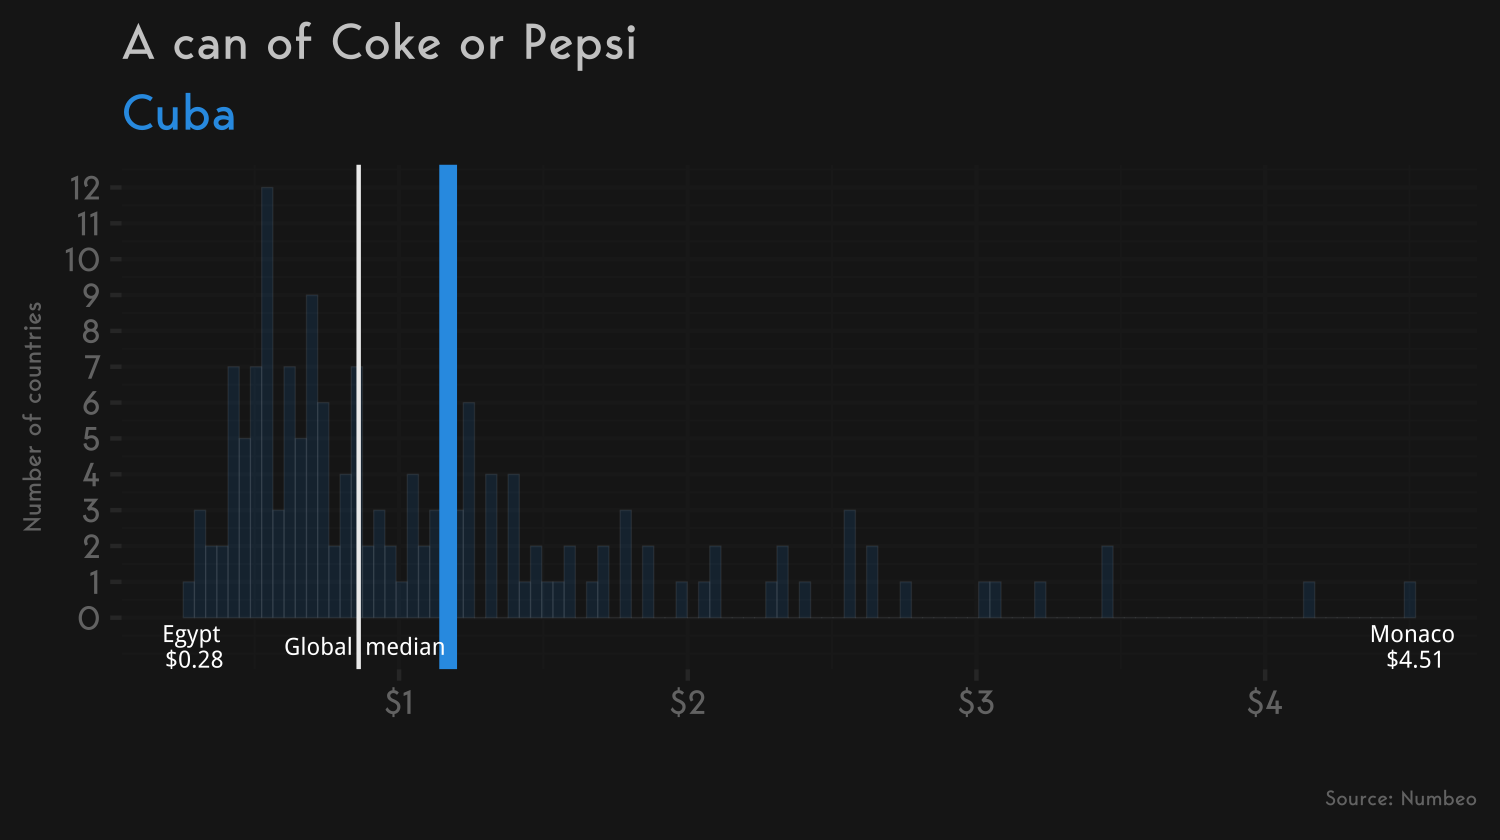 A can of Coke or Pepsi
Cuba
Number of countries
12
11
10
9
8
7
6
5
4
3
2
1
0
Egypt
$0.28
Global median
Monaco
$4.51
$1 $2 $3 $4
Source: Numbeo